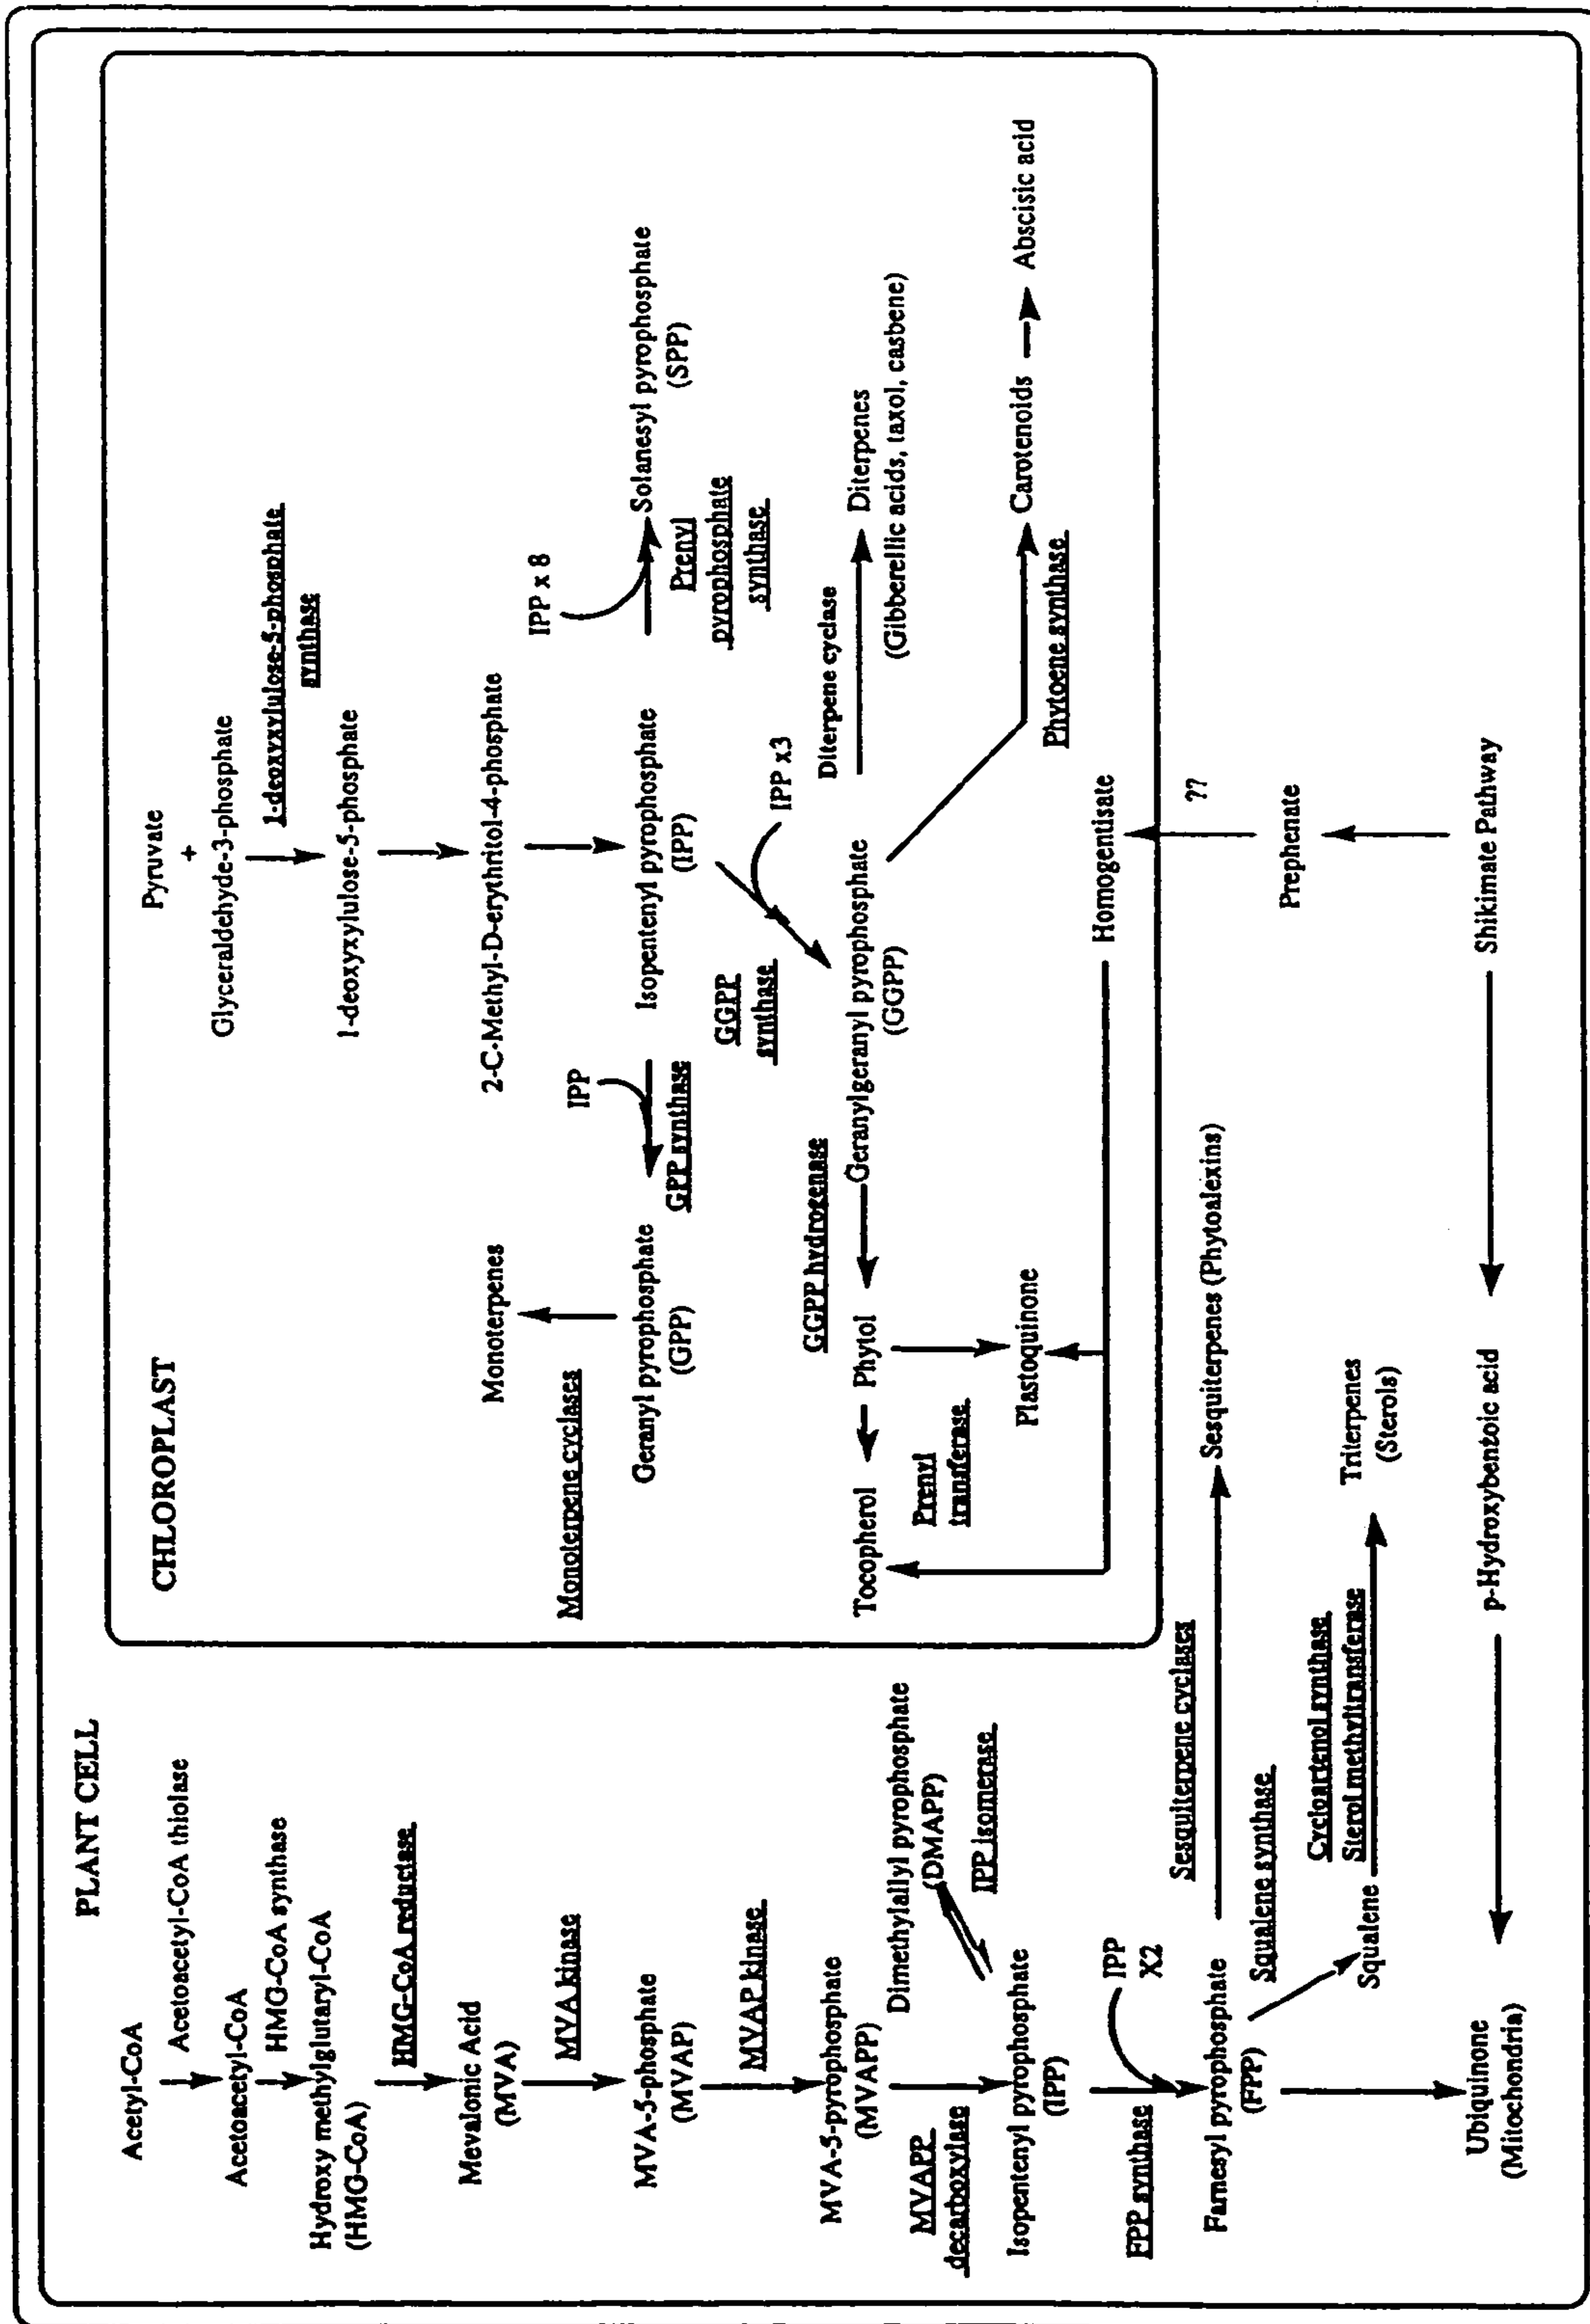 PLANT CELL
Acetyl-CoA
Acetoacetyl-CoA thiolase
Acetoacetyl-CoA
HMG-CoA synthase
Hydroxy methylglutaryl-CoA
(HMG-CoA)
HMG-CoA reductase
Mevalonic Acid
(MVA)
MVA kinase
MVA-5-phosphate
(MVAP)
MVAP kinase
MVA-5-pyrophosphate
(MVAPP)
MVAPP
decarboxylase
Dimethylallyl pyrophosphate
(DMAPP)
IPP isomerase
Isopentenyl pyrophosphate
(IPP)
IPP
X2
FPP synthase
Farnesyl pyrophosphate
(FPP)
Sesquiterpene cyclases
Sesquiterpenes (Phytoalexins)
Squalene synthase
Squalene
Cycloartenol synthase
Sterol methyltransferase
Triterpenes
(Sterols)
Ubiquinone
(Mitochondria)
p-Hydroxybentoic acid
Shikimate Pathway
Prephenate
??
CHLOROPLAST
Pyruvate
+
Glyceraldehyde-3-phosphate
1-deoxyxylulose-5-phosphate
synthase
1-deoxyxylulose-5-phosphate
2-C-Methyl-D-erythritol-4-phosphate
Monoterpenes
Monoterpene cyclases
Geranyl pyrophosphate
(GPP)
IPP
GPP synthase
Isopentenyl pyrophosphate
(IPP)
IPP x 8
Solanesyl pyrophosphate
(SPP)
Prenyl
pyrophosphate
synthase
GGPP
synthase
IPP x3
GGPP hydrogenase
Tocopherol
Phytol
Geranylgeranyl pyrophosphate
(GGPP)
Diterpene cyclase
Diterpenes
(Gibberellic acids, taxol, casbene)
Prenyl
transferase
Plastoquinone
Phytoene synthase
Carotenoids
Abscisic acid
Homogentisate